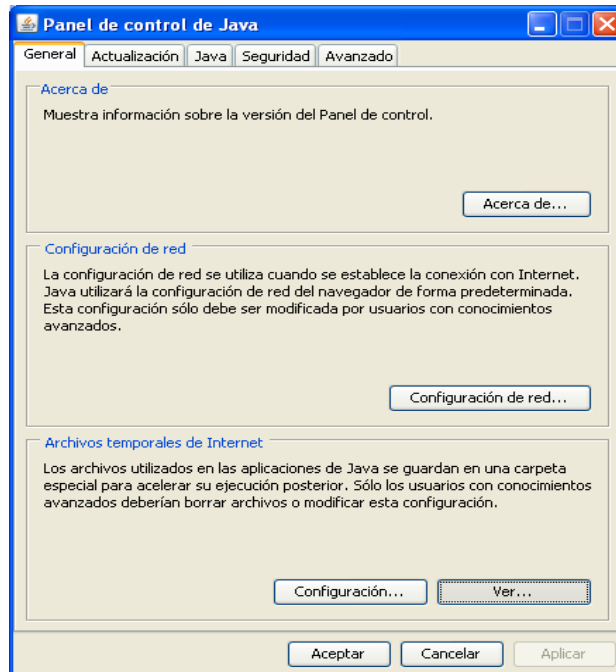 Panel de control de Java
General Actualización Java Seguridad Avanzado
Acerca de
Muestra información sobre la versión del Panel de control.
Acerca de...
Configuración de red
La configuración de red se utiliza cuando se establece la conexión con Internet.
Java utilizará la configuración de red del navegador de forma predeterminada.
Esta configuración sólo debe ser modificada por usuarios con conocimientos
avanzados.
Configuración de red...
Archivos temporales de Internet
Los archivos utilizados en las aplicaciones de Java se guardan en una carpeta
especial para acelerar su ejecución posterior. Sólo los usuarios con conocimientos
avanzados deberían borrar archivos o modificar esta configuración.
Configuración... Ver...
Aceptar Cancelar Aplicar